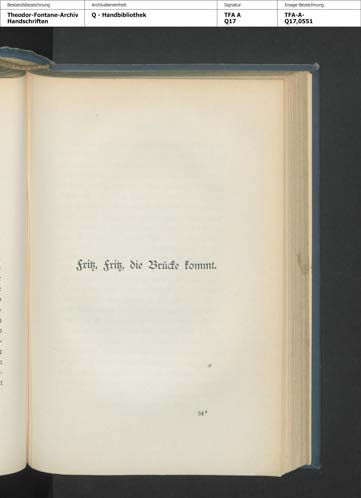 Bestandsbezeichnung
Theodor-Fontane-Archiv
Handschriften
Archivalieneinheit
Q - Handbibliothek
Signatur
TFA A
Q17
Image Bezeichnung
TFA-A-
Q17,0551
Fritz, Fritz, die Brücke kommt.
34*